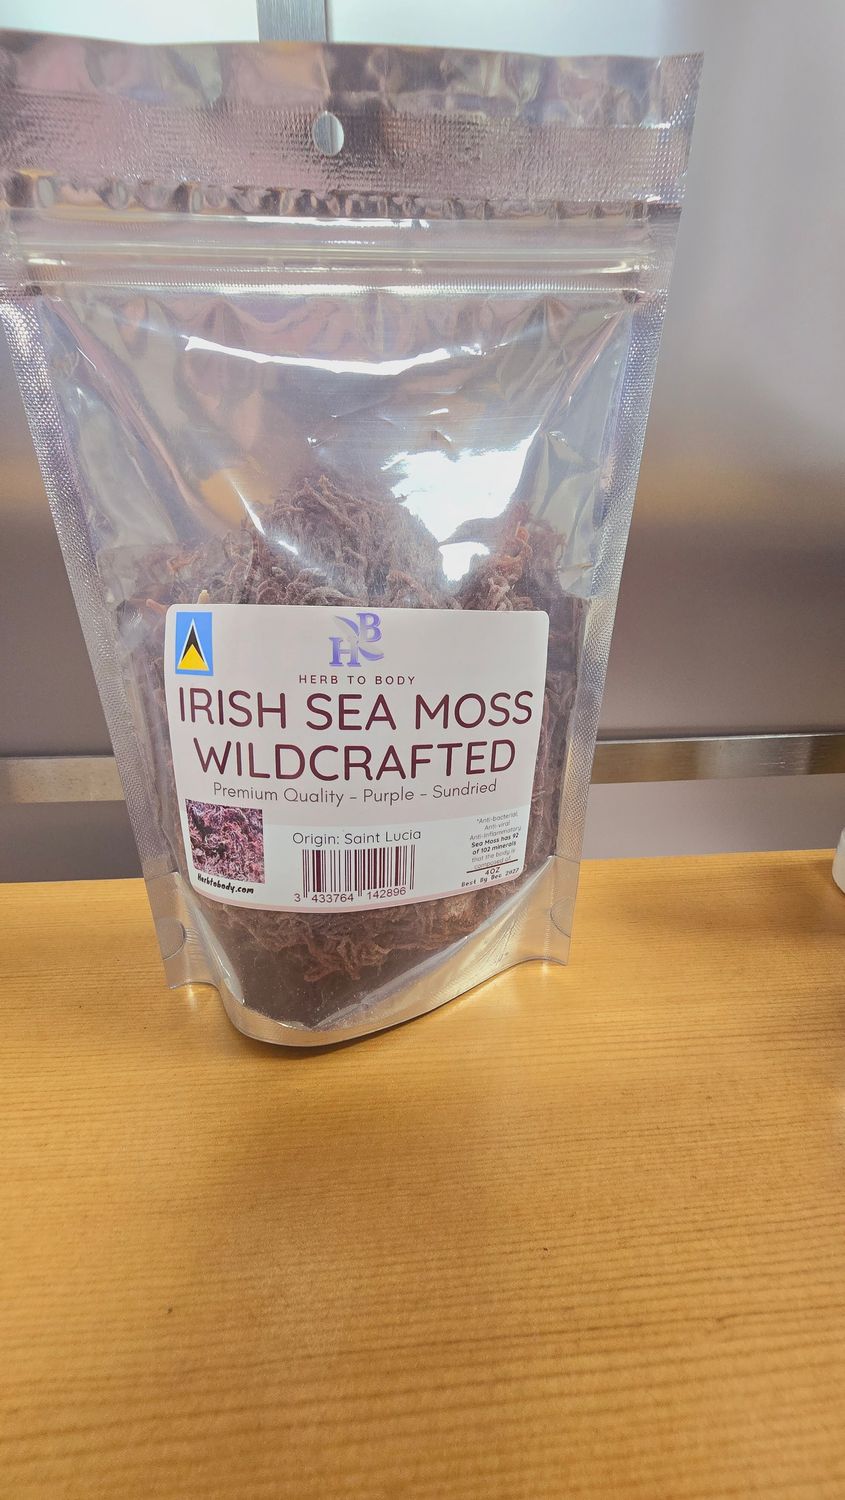 HB
HERB TO BODY
IRISH SEA MOSS
WILDCRAFTED
Premium Quality - Purple - Sundried
Herbtobody.com
Origin: Saint Lucia
3 433764 142896
*Anti-bacterial,
Anti-viral
Anti-inflammatory
Sea Moss has 92
of 102 minerals
that the body is
composed of.
4OZ
Best By Dec 2027